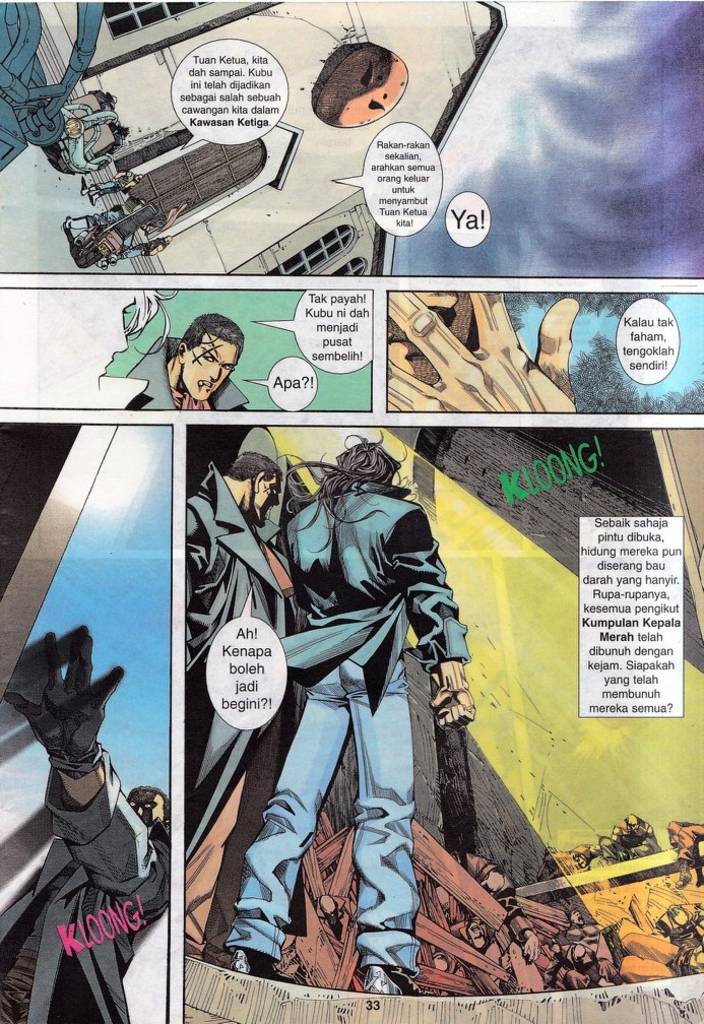 Tuan Ketua, kita
dah sampai. Kubu
ini telah dijadikan
sebagai salah sebuah
cawangan kita dalam
Kawasan Ketiga.
Rakan-rakan
sekalian,
arahkan semua
orang keluar
untuk
menyambut
Tuan Ketua
kita!
Ya!
Tak payah!
Kubu ni dah
menjadi
pusat
sembelih!
Apa?!
Kalau tak
faham,
tengoklah
sendiri!
KLOONG!
KLOONG!
Sebaik sahaja
pintu dibuka,
hidung mereka pun
diserang bau
darah yang hanyir.
Rupa-rupanya,
kesemua pengikut
Kumpulan Kepala
Merah telah
dibunuh dengan
kejam. Siapakah
yang telah
membunuh
mereka semua?
Ah!
Kenapa
boleh
jadi
begini?!
33